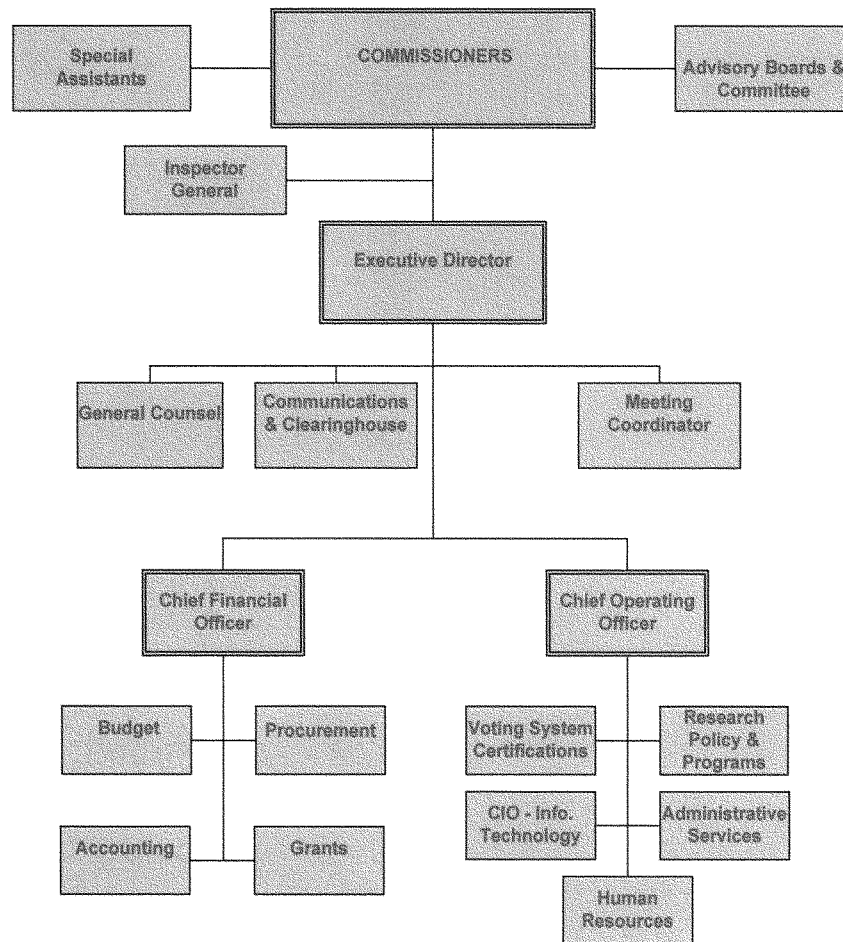 Special
Assistants
COMMISSIONERS
Advisory Boards &
Committee
Inspector
General
Executive Director
General Counsel
Communications
& Clearinghouse
Meeting
Coordinator
Chief Financial
Officer
Chief Operating
Officer
Budget
Procurement
Voting System
Certifications
Research
Policy &
Programs
Accounting
Grants
CIO - Info.
Technology
Administrative
Services
Human
Resources